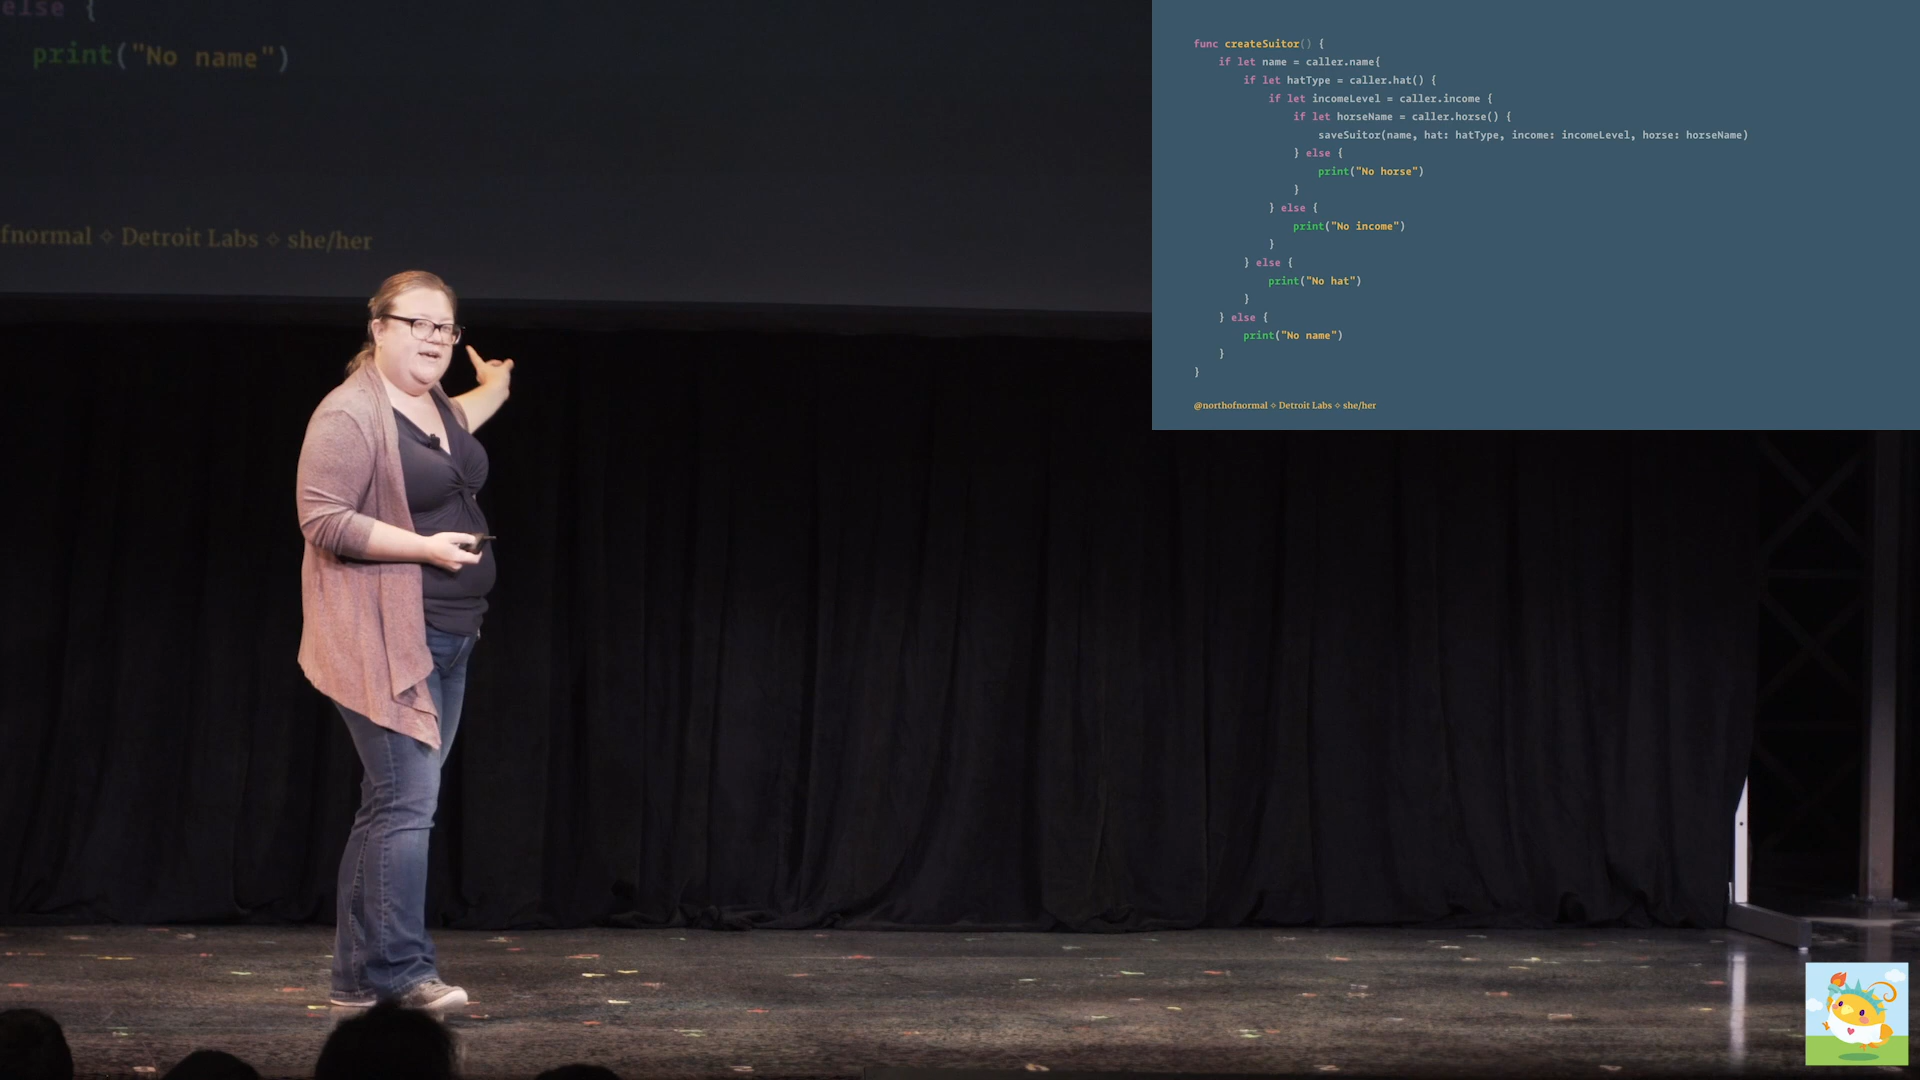 else {
print("No name")
fnormal ⟡ Detroit Labs ⟡ she/her
func createSuitor() {
if let name = caller.name{
if let hatType = caller.hat() {
if let incomeLevel = caller.income {
if let horseName = caller.horse() {
saveSuitor(name, hat: hatType, income: incomeLevel, horse: horseName)
} else {
print("No horse")
}
} else {
print("No income")
}
} else {
print("No hat")
}
} else {
print("No name")
}
}
@northofnormal ⟡ Detroit Labs ⟡ she/her